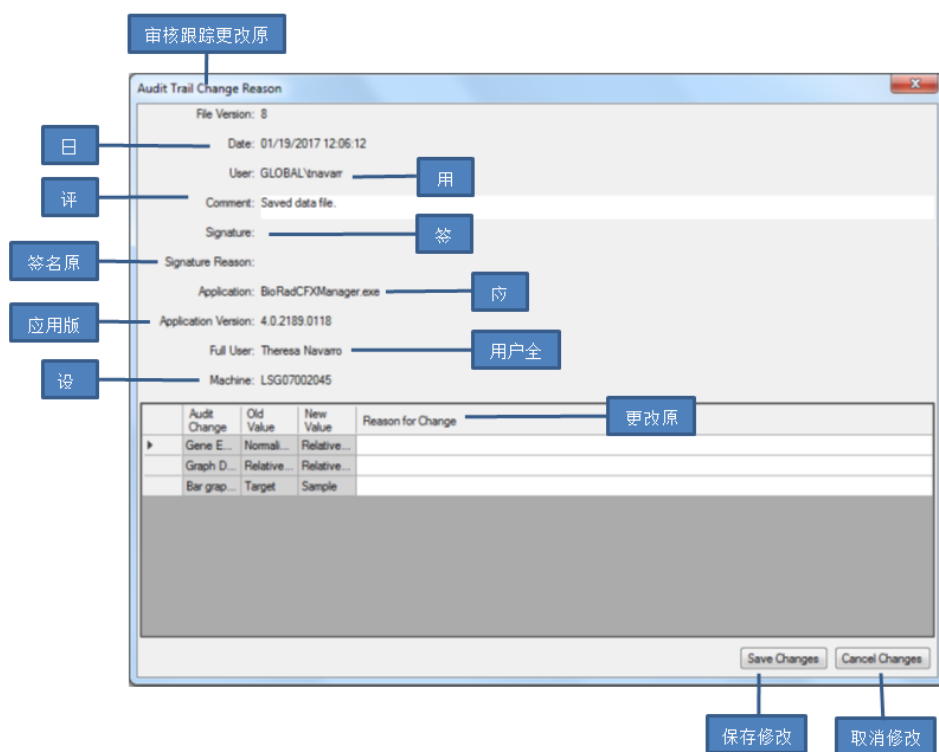 审核跟踪更改原
Audit Trail Change Reason
File Version: 8
日
Date: 01/19/2017 12:06:12
User: GLOBAL\tnavarr
用
评
Comment: Saved data file.
Signature:
签
签名原
Signature Reason:
Application: BioRadCFXManager.exe
应
应用版
Application Version: 4.0.2189.0118
Full User: Theresa Navarro
用户全
设
Machine: LSG07002045
Audit Change
Old Value
New Value
Reason for Change
更改原
Gene E... Normali... Relative...
Graph D... Relative... Relative...
Bar grap... Target Sample
Save Changes Cancel Changes
保存修改 取消修改